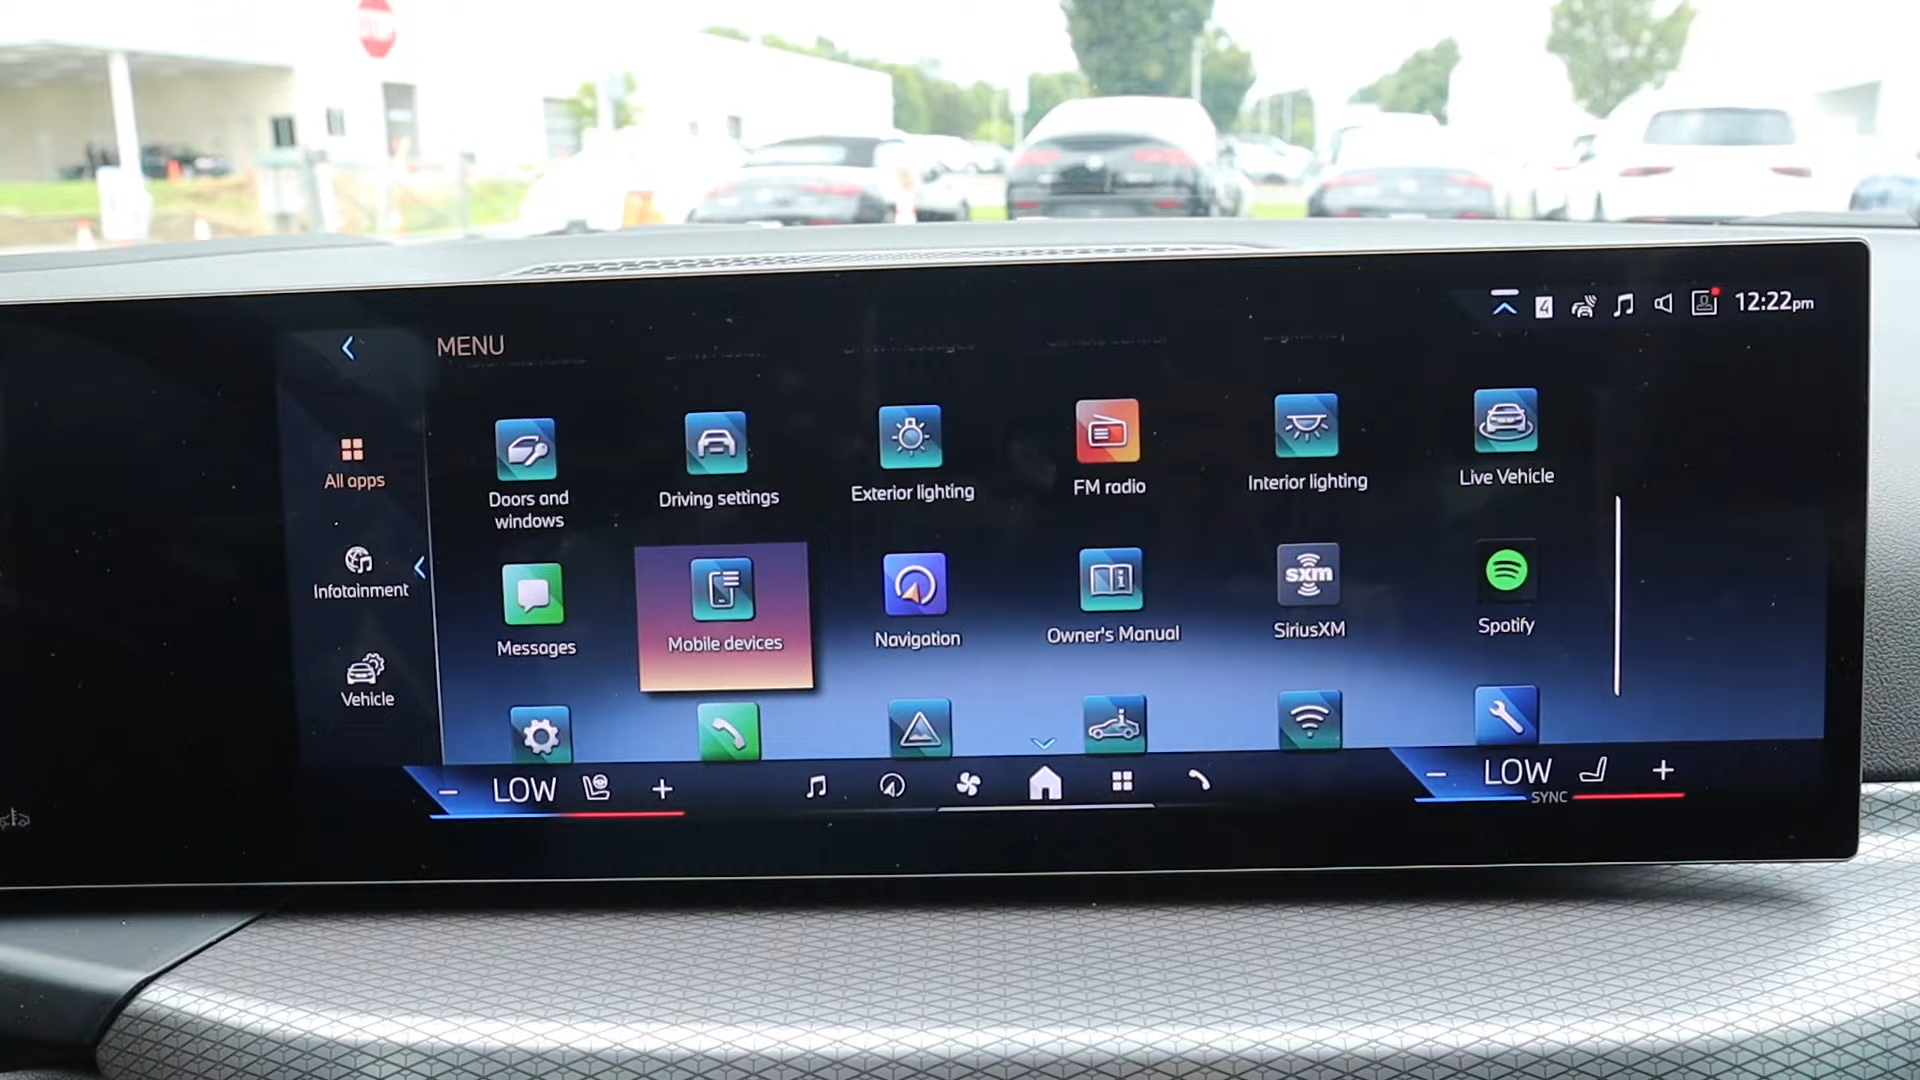 4 12:22pm
MENU
All apps
Infotainment
Vehicle
Doors and
windows
Driving settings
Exterior lighting
FM radio
Interior lighting
Live Vehicle
Messages
Mobile devices
Navigation
Owner's Manual
sxm
SiriusXM
Spotify
− LOW +
− LOW +
SYNC